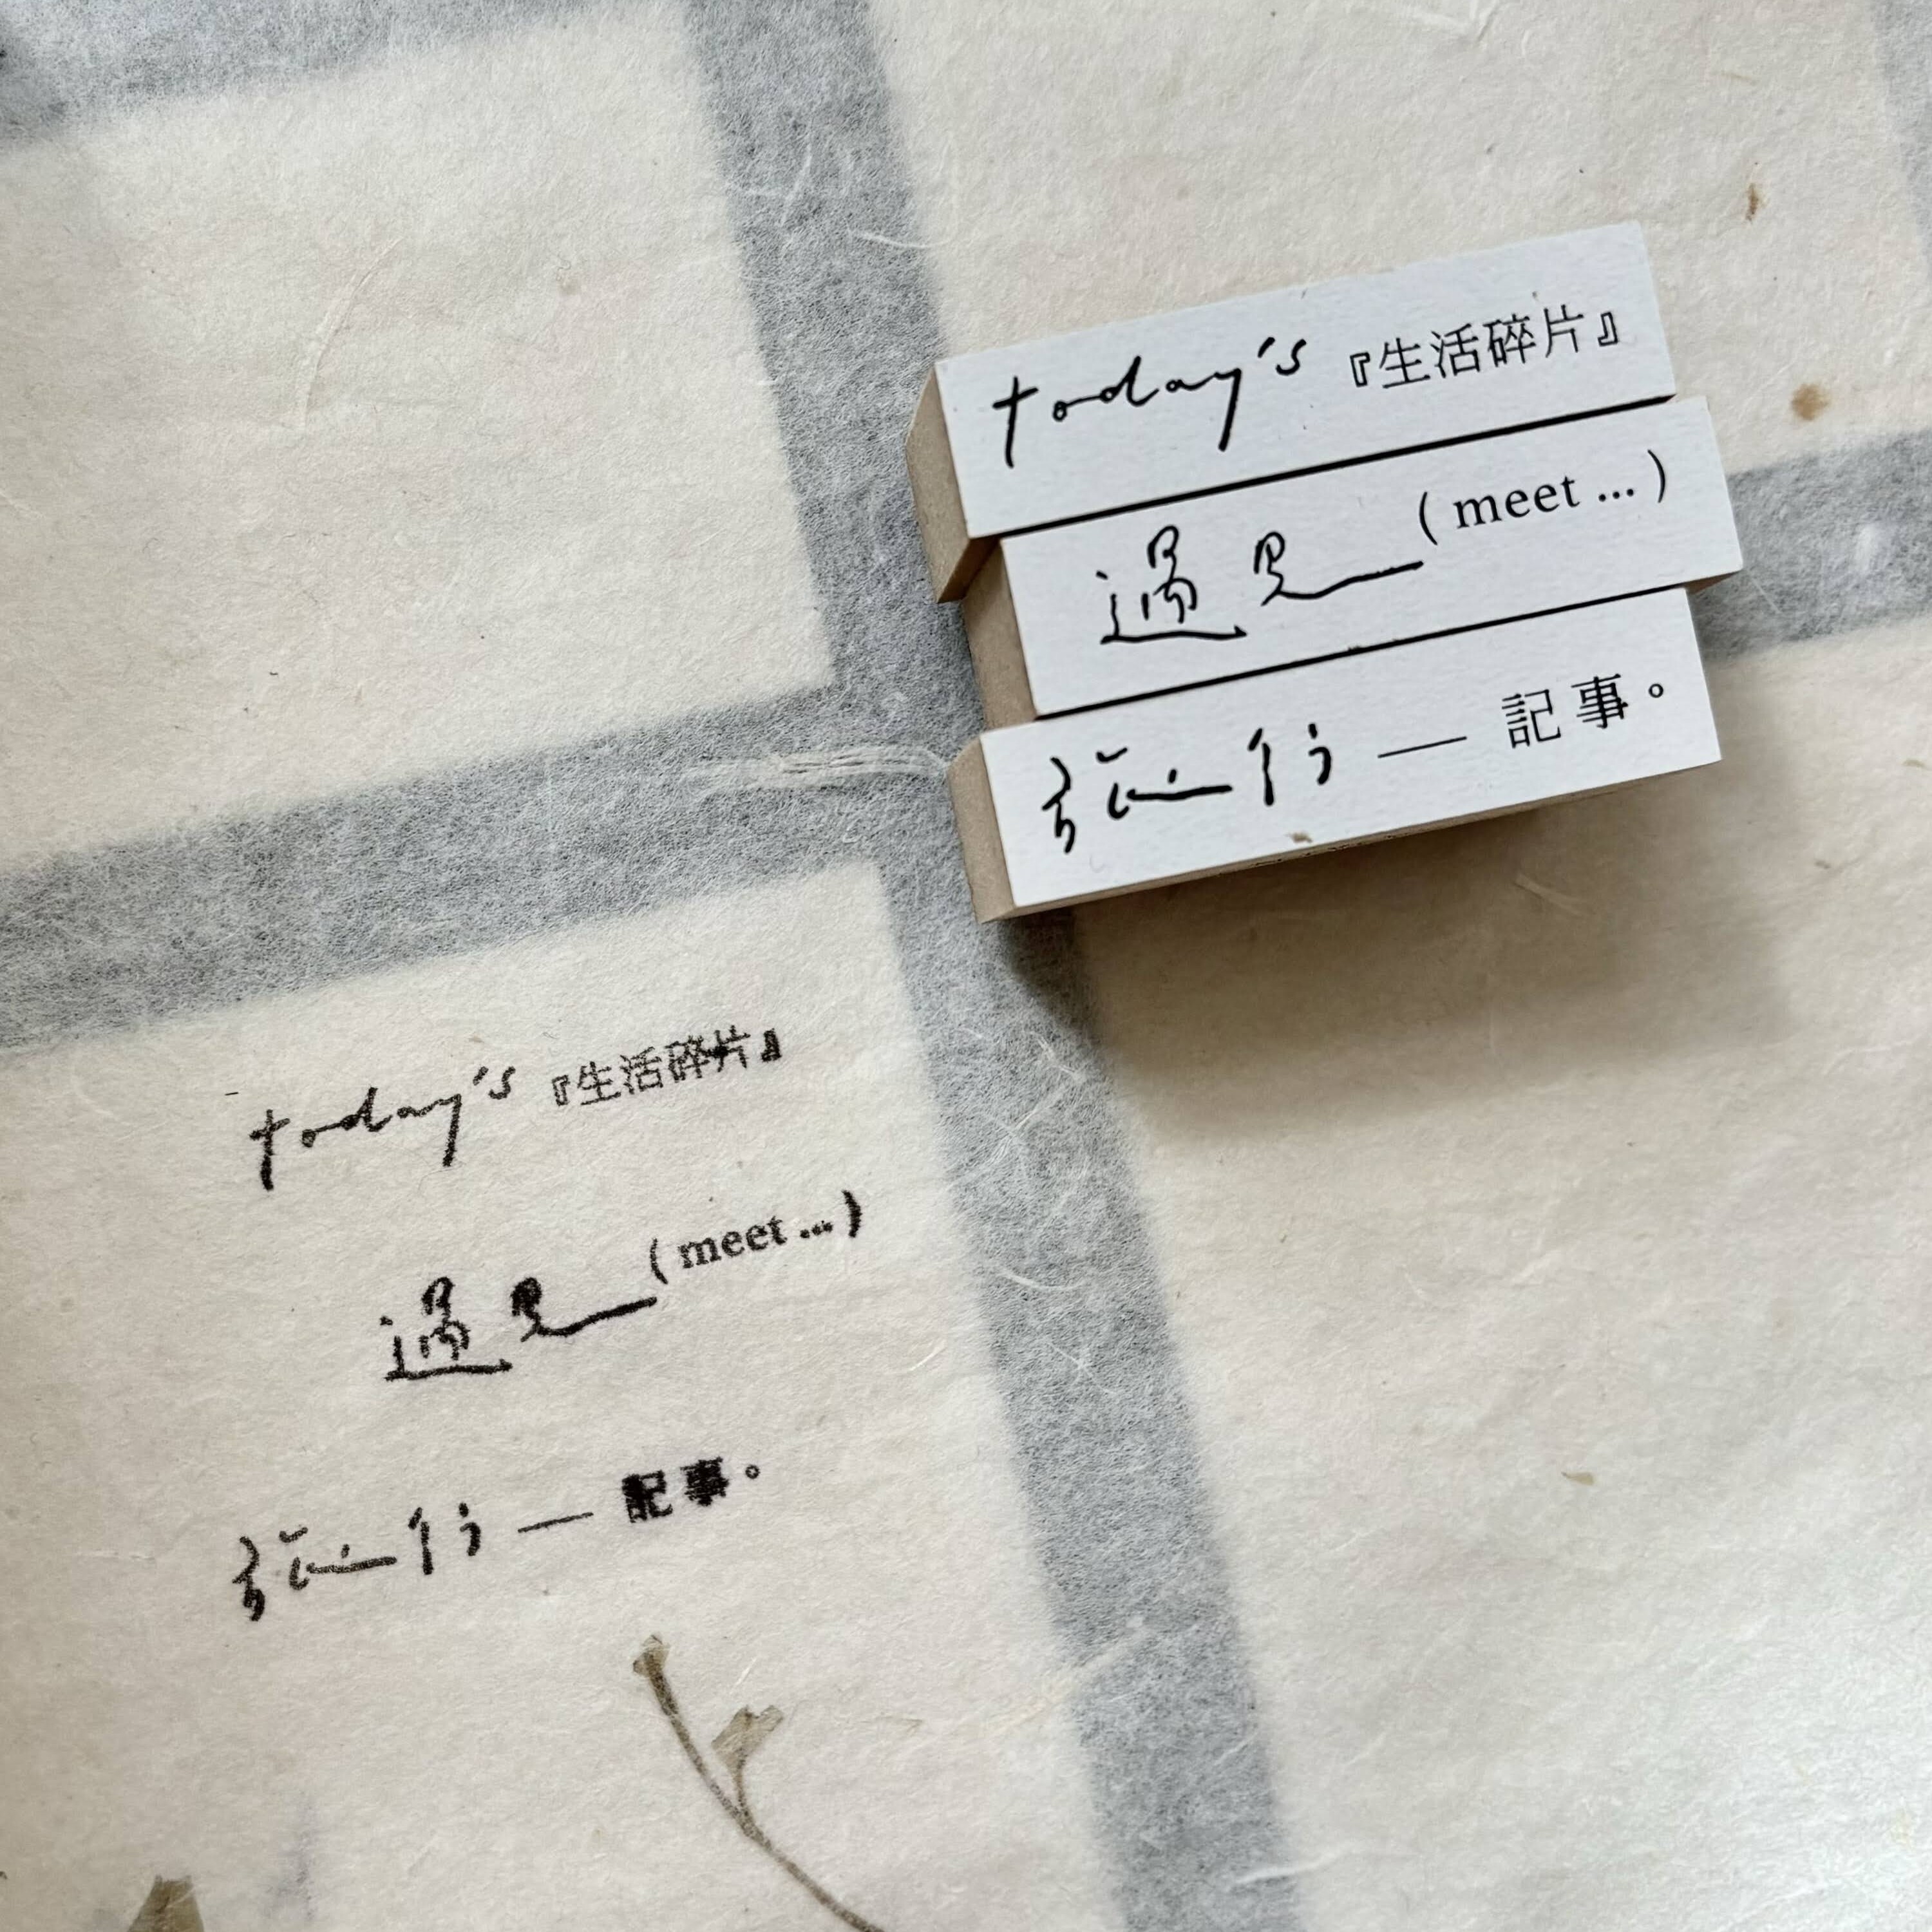 today's 『生活碎片』
遇見 (meet ...)
旅行 — 記事。
today's 『生活碎片』
遇見 (meet ...)
旅行 — 記事。